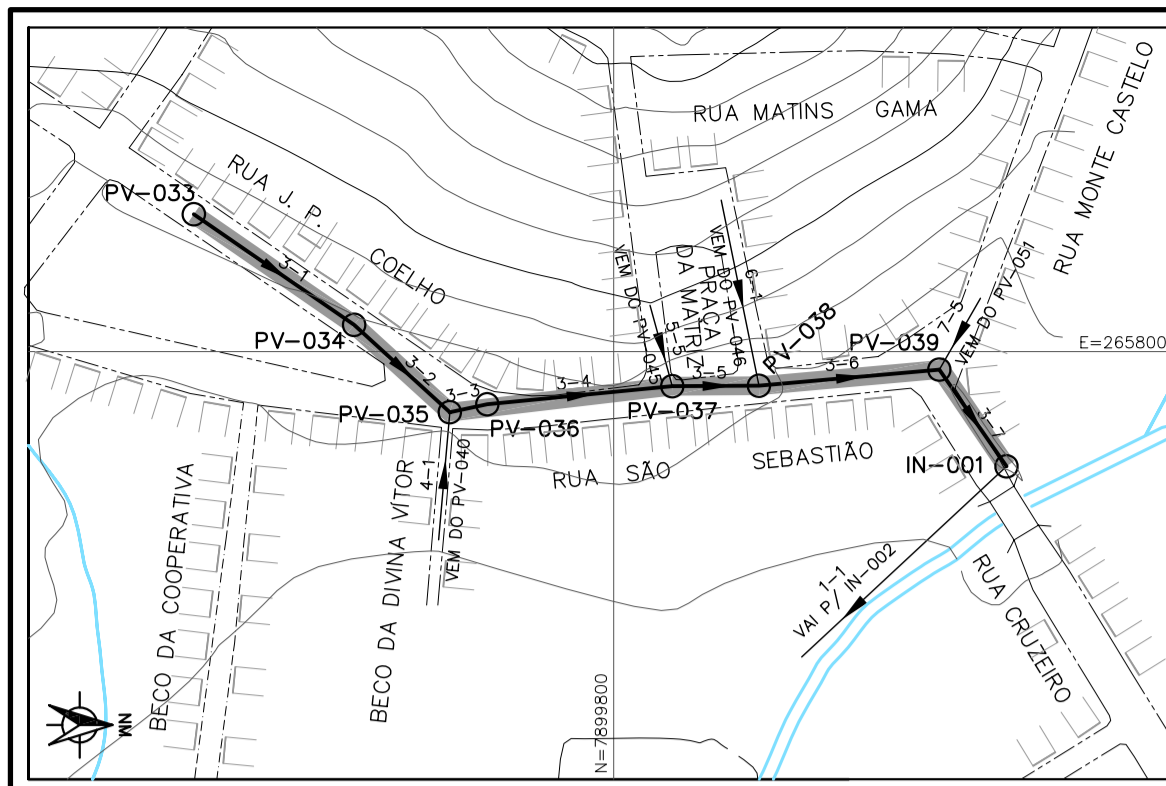 RUA MATINS GAMA
RUA MONTE CASTELO
PV-033
RUA J. P.
COELHO
3-1
PV-034
3-2
PV-035
3-3
PV-036
3-4
VEM DO PV-045
5-5
PV-037
PRAÇA
DA MATIRZ
VEM DO PV-046
6-1
3-5
PV-038
PV-039
3-6
VEM DO PV-051
7-5
E=265800
3-7
IN-001
RUA SÃO SEBASTIÃO
BECO DA COOPERATIVA
BECO DA DIVINA VÍTOR
4-1
VEM DO PV-040
1-1
VAI P/ IN-002
RUA CRUZEIRO
N=7899800
NM